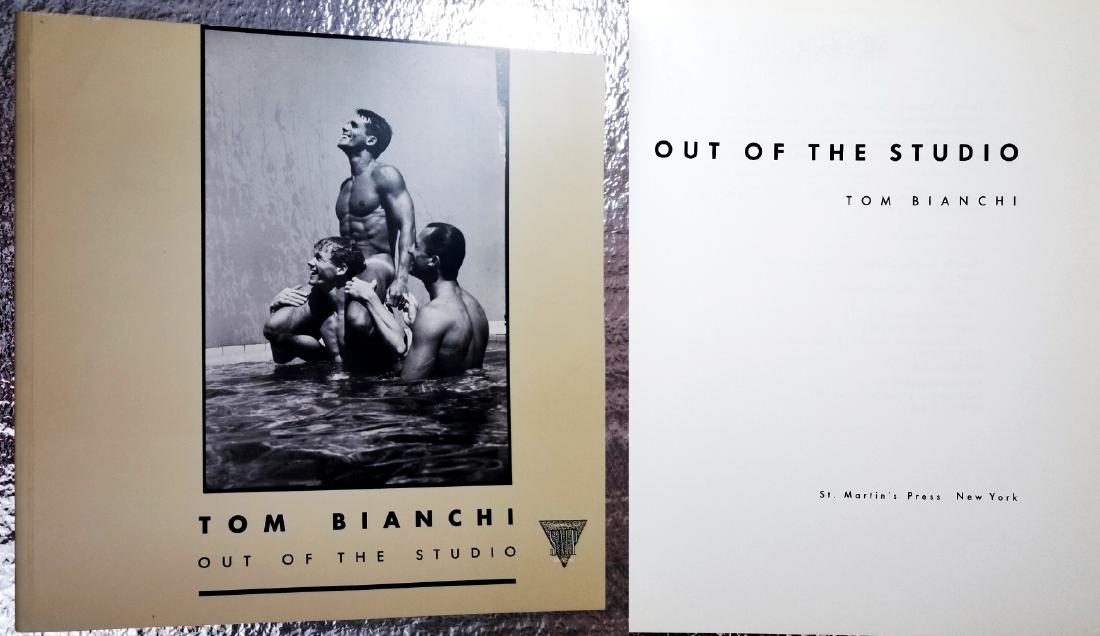 TOM BIANCHI
OUT OF THE STUDIO
OUT OF THE STUDIO
TOM BIANCHI
St. Martin's Press New York